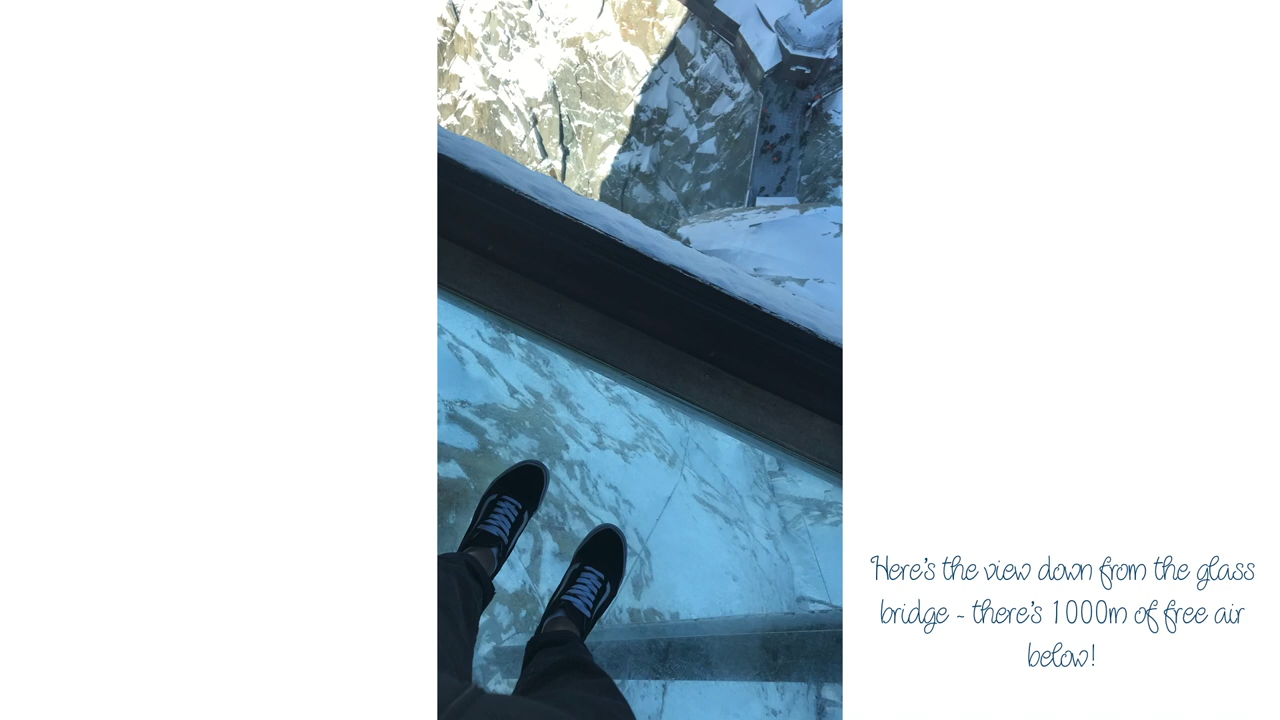 Here's the view down from the glass
bridge - there's 1000m of free air
below!